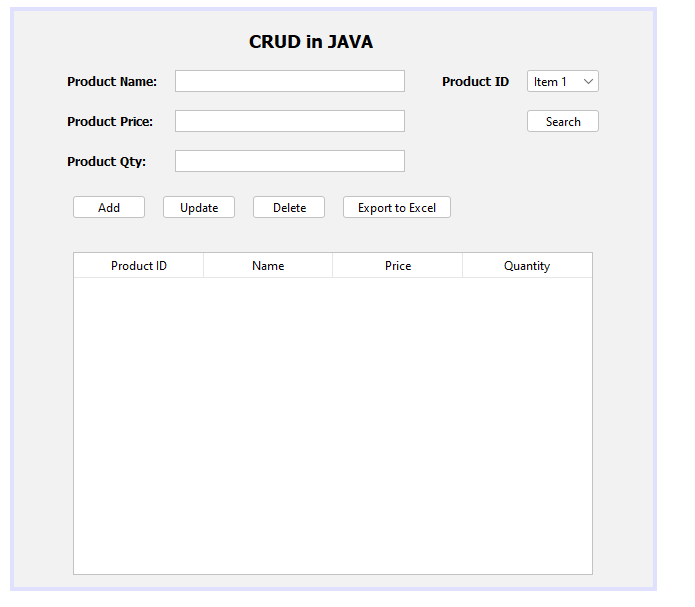 CRUD in JAVA
Product Name:
Product ID
Item 1
Product Price:
Search
Product Qty:
Add
Update
Delete
Export to Excel
Product ID
Name
Price
Quantity